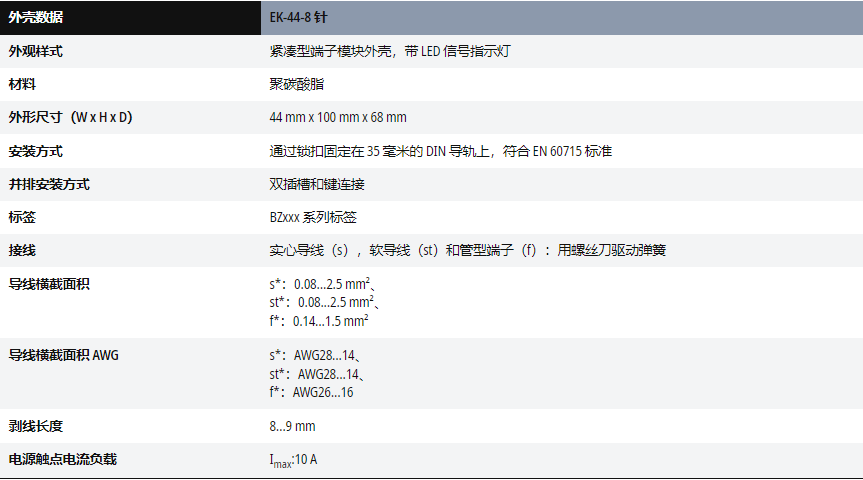 外壳数据 EK-44-8 针
外观样式 紧凑型端子模块外壳，带 LED 信号指示灯
材料 聚碳酸脂
外形尺寸（W x H x D） 44 mm x 100 mm x 68 mm
安装方式 通过锁扣固定在 35 毫米的 DIN 导轨上，符合 EN 60715 标准
并排安装方式 双插槽和键连接
标签 BZxxx 系列标签
接线 实心导线（s），软导线（st）和管型端子（f）：用螺丝刀驱动弹簧
导线横截面积 s*：0.08…2.5 mm²、
st*：0.08…2.5 mm²、
f*：0.14…1.5 mm²
导线横截面积 AWG s*：AWG28…14、
st*：AWG28…14、
f*：AWG26…16
剥线长度 8…9 mm
电源触点电流负载 Imax:10 A